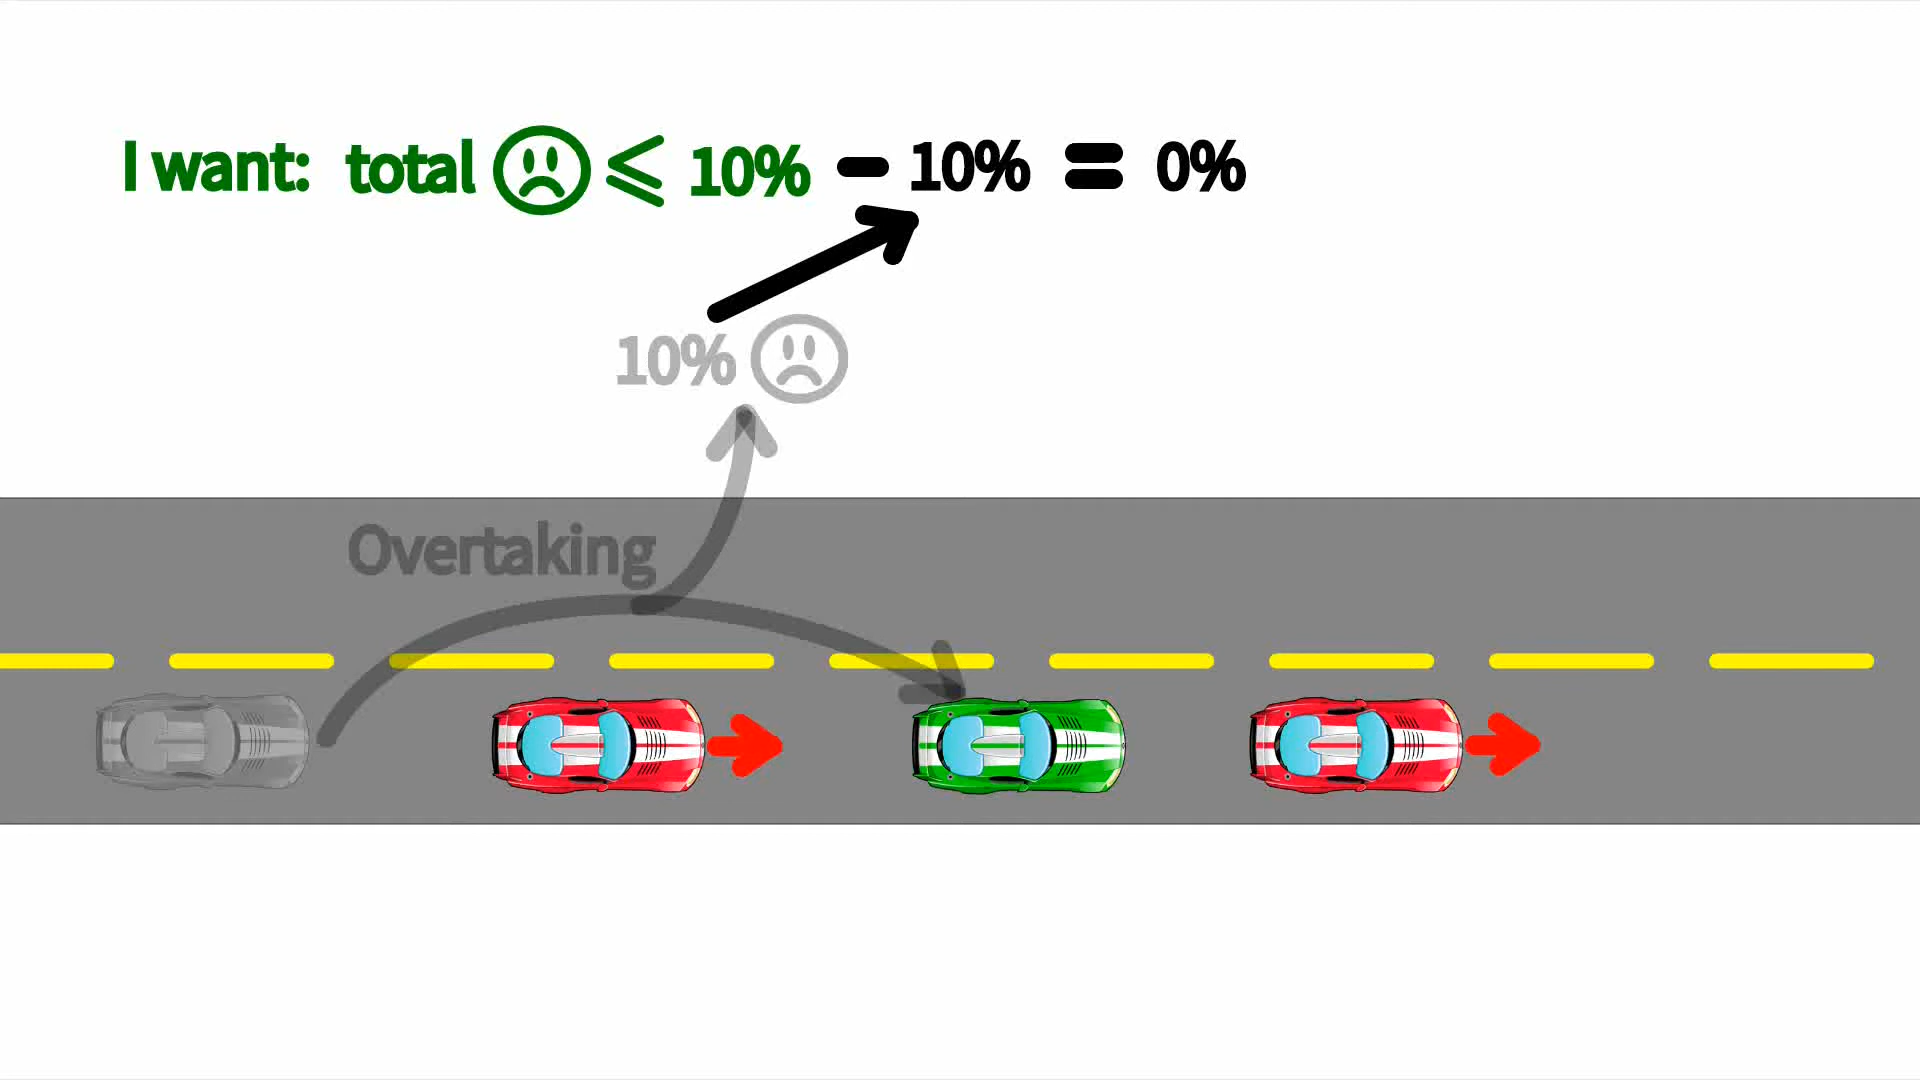 I want: total ☹ ≤ 10% - 10% = 0%
10% ☹
Overtaking